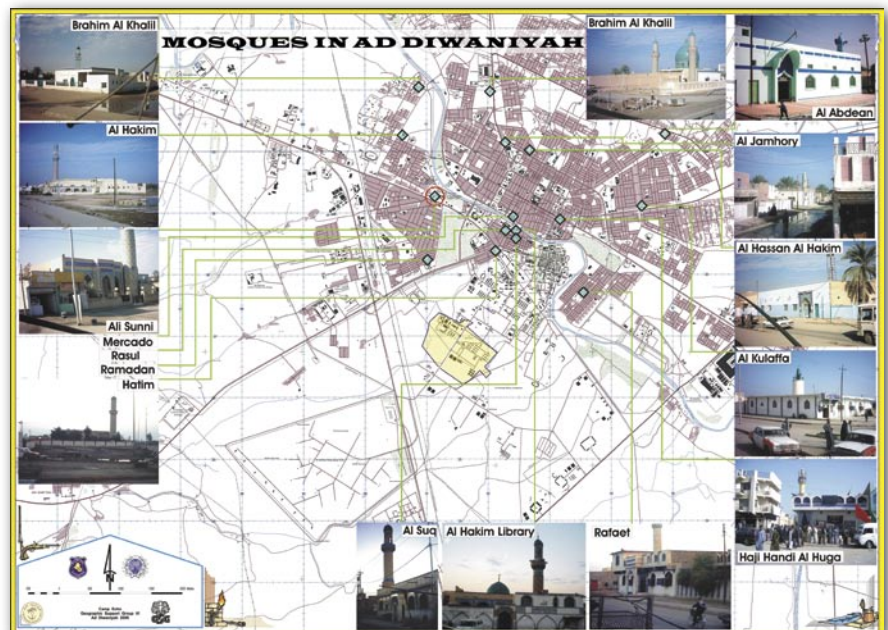 MOSQUES IN AD DIWANIYAH
Brahim Al Khalil
Al Hakim
Ali Sunni
Mercado
Rasul
Ramadan
Hatim
Brahim Al Khalil
Al Abdean
Al Jamhory
Al Hassan Al Hakim
Al Kulaffa
Haji Handi Al Huga
Al Suq
Al Hakim Library
Rafaet